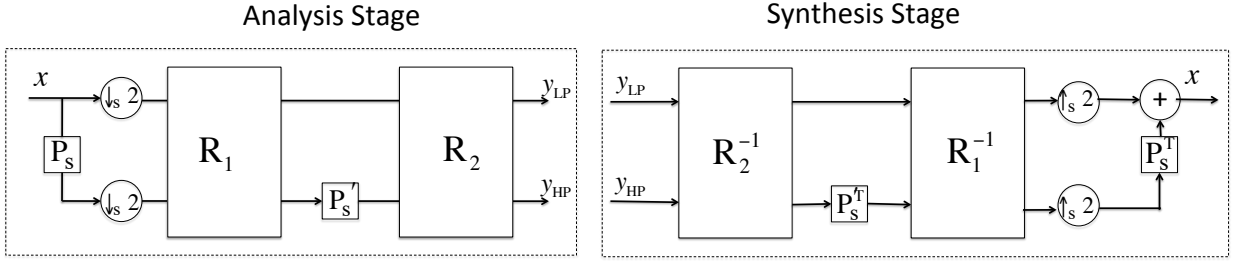 Analysis Stage
Synthesis Stage
x
↓s 2
Ps
↓s 2
R1
Ps′
R2
yLP
yHP
yLP
yHP
R2⁻¹
Ps′T
R1⁻¹
↑s 2
↑s 2
+
PsT
x